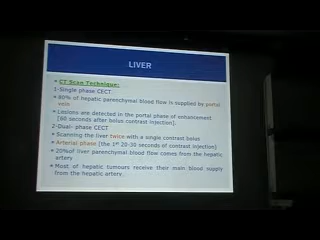 LIVER
CT Scan Technique:
1-Single phase CECT
80% of hepatic parenchymal blood flow is supplied by portal
vein
Lesions are detected in the portal phase of enhancement
[60 seconds after bolus contrast injection].
2-Dual- phase CECT
Scanning the liver twice with a single contrast bolus
Arterial phase [the 1st 20-30 seconds of contrast injection]
20%of liver parenchymal blood flow comes from the hepatic
artery
Most of hepatic tumours receive their main blood supply
from the hepatic artery